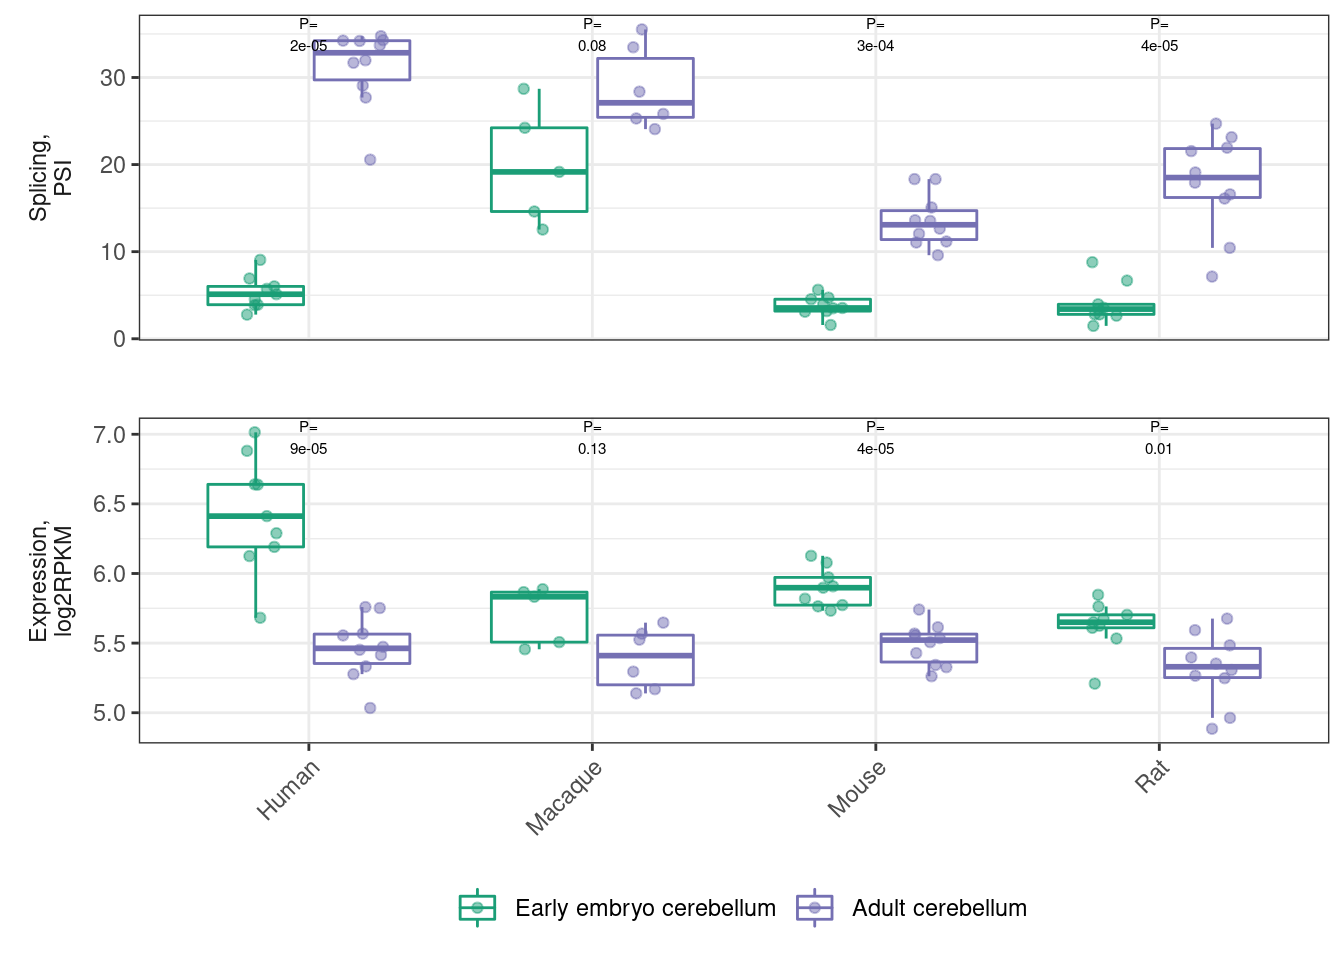 P= P= P= P=
2e-05 0.08 3e-04 4e-05
Splicing,
PSI
30
20
10
0
P= P= P= P=
9e-05 0.13 4e-05 0.01
Expression,
log2RPKM
7.0
6.5
6.0
5.5
5.0
Human Macaque Mouse Rat
Early embryo cerebellum Adult cerebellum